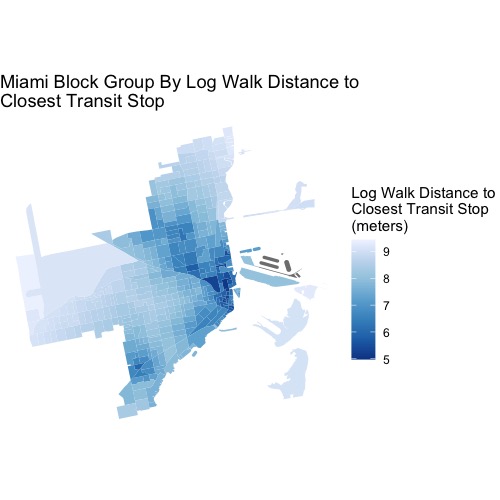 Miami Block Group By Log Walk Distance to
Closest Transit Stop
Log Walk Distance to
Closest Transit Stop
(meters)
9
8
7
6
5